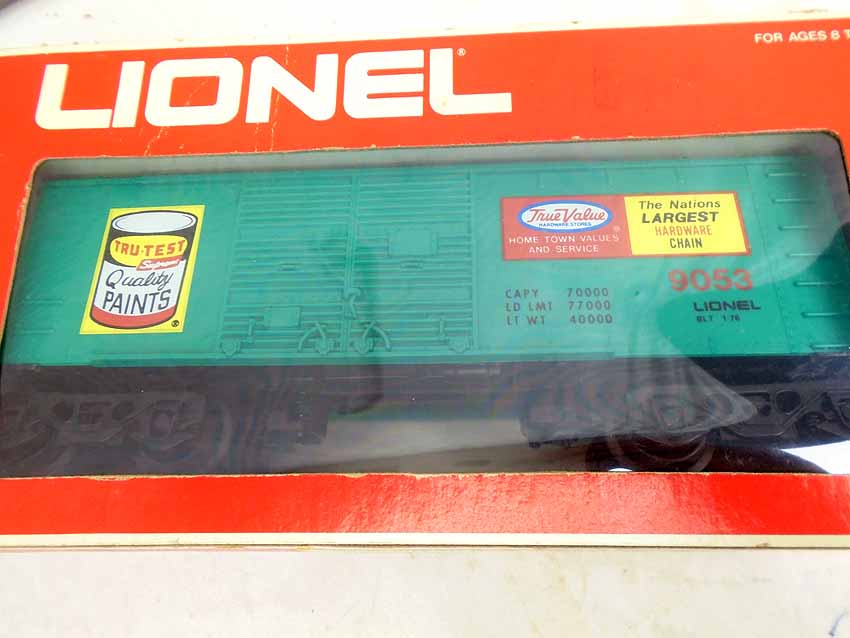 LIONEL®
FOR AGES 8 T
TRU-TEST
Supreme
Quality
PAINTS
True Value®
HARDWARE STORES
HOME TOWN VALUES
AND SERVICE
The Nations
LARGEST
HARDWARE
CHAIN
9053
CAPY 70000
LD LMT 77000
LT WT 40000
LIONEL
BLT 1 76